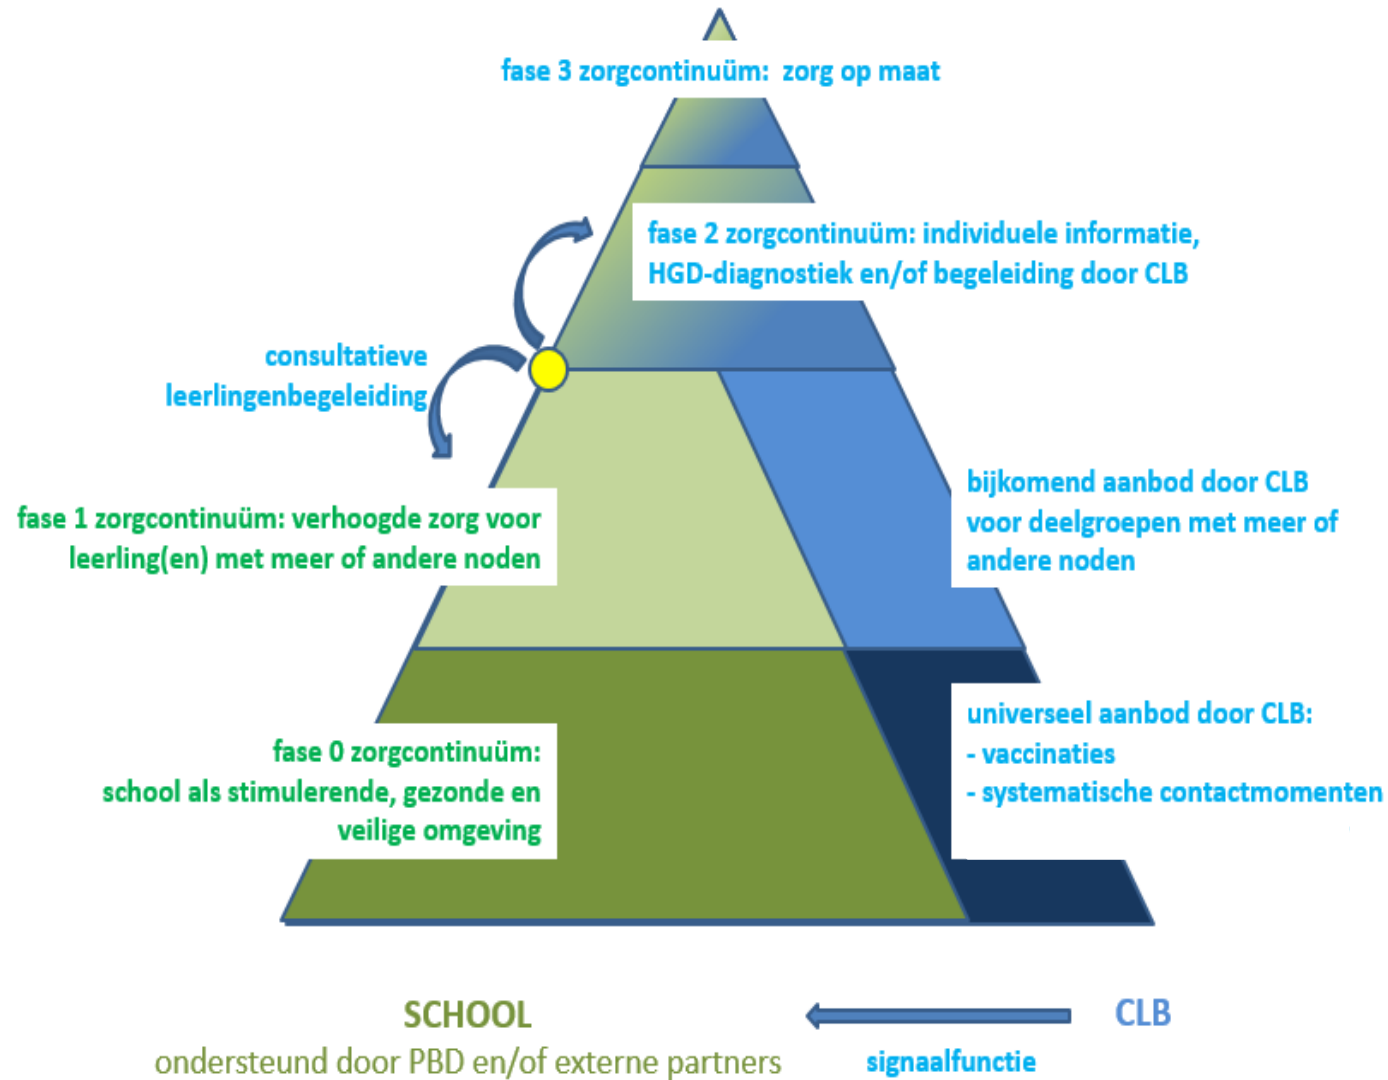 fase 3 zorgcontinuüm:  zorg op maat
fase 2 zorgcontinuüm: individuele informatie,
HGD-diagnostiek en/of begeleiding door CLB
consultatieve
leerlingenbegeleiding
fase 1 zorgcontinuüm: verhoogde zorg voor
leerling(en) met meer of andere noden
bijkomend aanbod door CLB
voor deelgroepen met meer of
andere noden
fase 0 zorgcontinuüm:
school als stimulerende, gezonde en
veilige omgeving
universeel aanbod door CLB:
- vaccinaties
- systematische contactmomenten
SCHOOL
ondersteund door PBD en/of externe partners
CLB
signaalfunctie